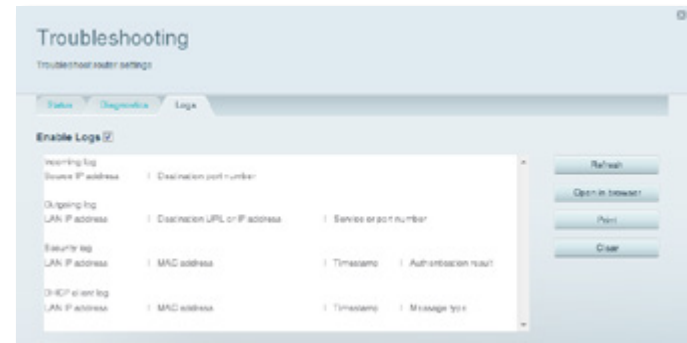 Troubleshooting
Troubleshoot router settings
Status
Diagnostics
Logs
Enable Logs
Incoming log
Source IP address | Destination port number
Outgoing log
LAN IP address | Destination URL or IP address | Service or port number
Security log
LAN IP address | MAC address | Timestamp | Authentication result
DHCP client log
LAN IP address | MAC address | Timestamp | Message type
Refresh
Open in browser
Print
Clear